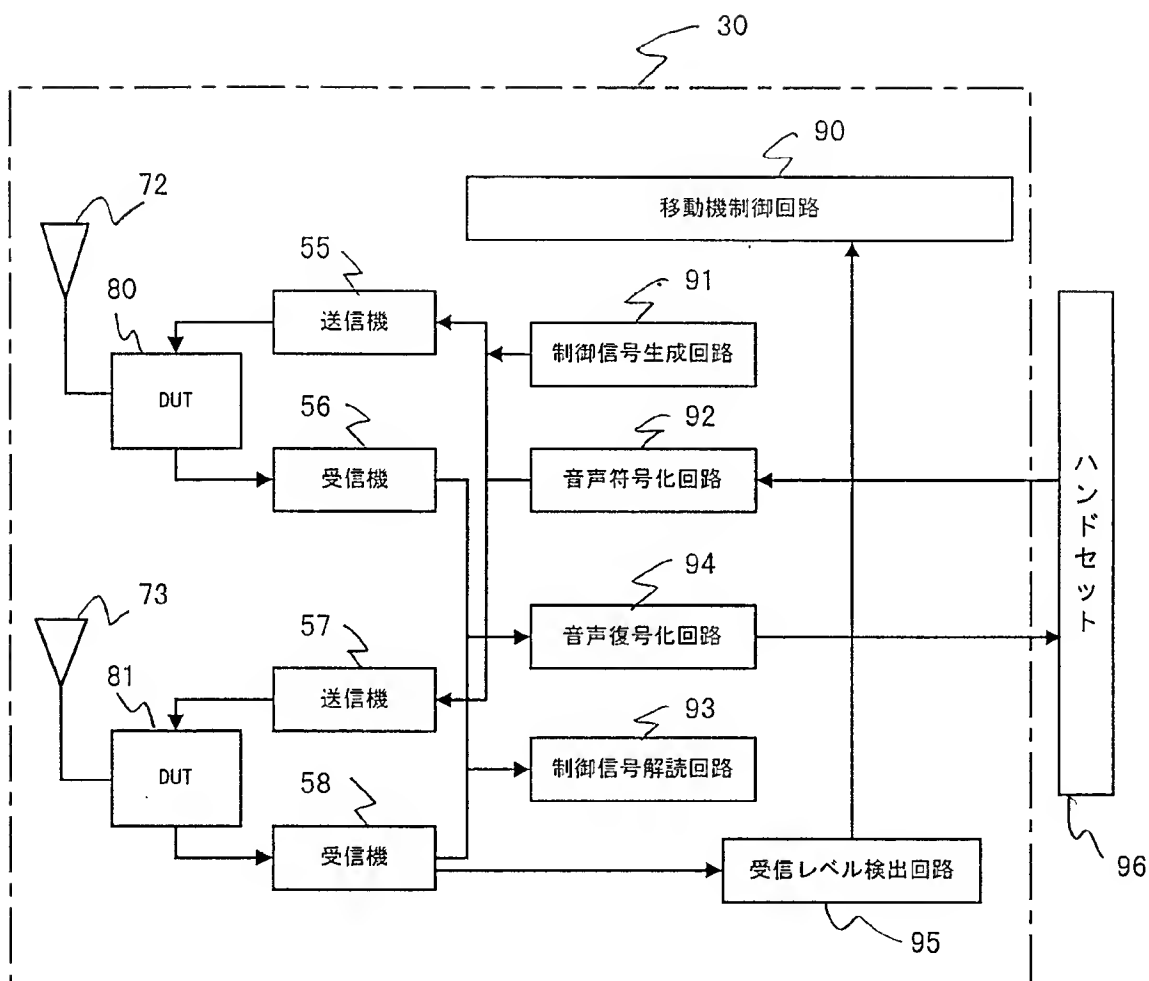 30
90
移動機制御回路
72
55
送信機
91
制御信号生成回路
80
DUT
56
受信機
92
音声符号化回路
ハンドセット
94
音声復号化回路
73
57
送信機
81
DUT
93
制御信号解読回路
58
受信機
受信レベル検出回路
95
96